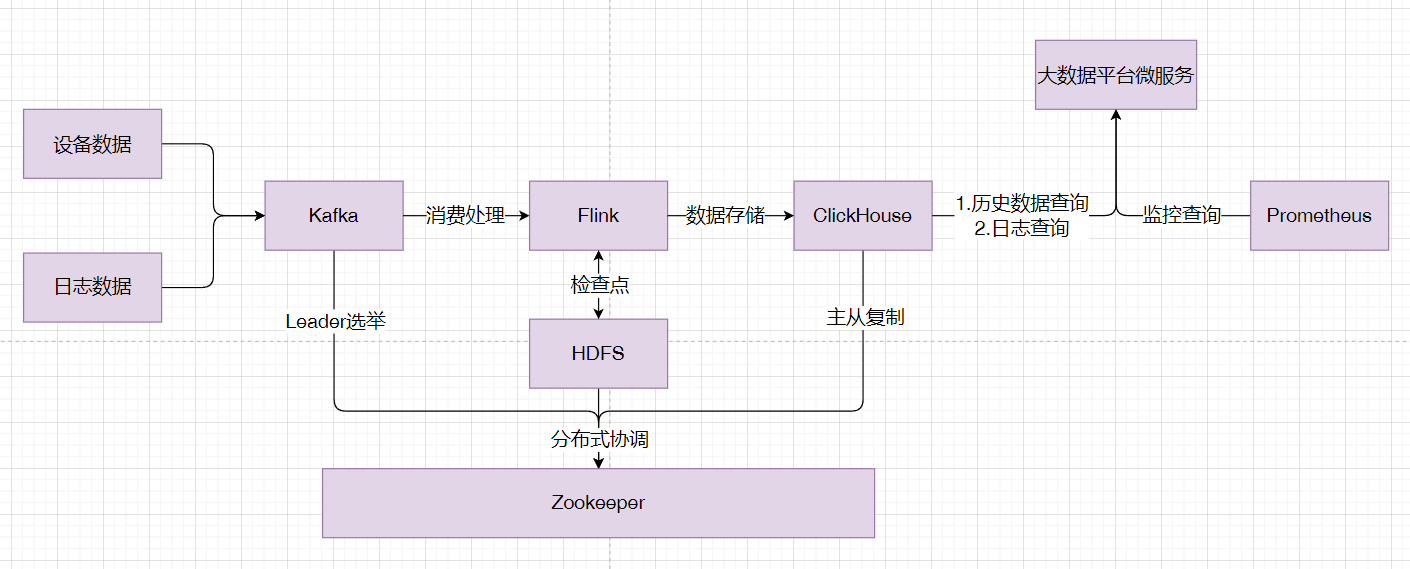 大数据平台微服务
设备数据
Kafka
消费处理
Flink
数据存储
ClickHouse
1.历史数据查询
2.日志查询
监控查询
Prometheus
日志数据
检查点
Leader选举
主从复制
HDFS
分布式协调
Zookeeper